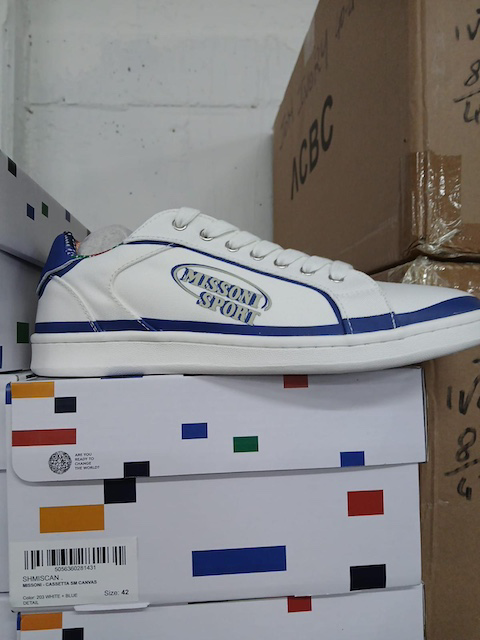 ACBC
MISSONI
SPORT
ARE YOU
READY TO
CHANGE
THE WORLD?
5056360281431
SHMISCAN
MISSONI - CASSETTA SM CANVAS
Color: 203 WHITE + BLUE
DETAIL
Size: 42